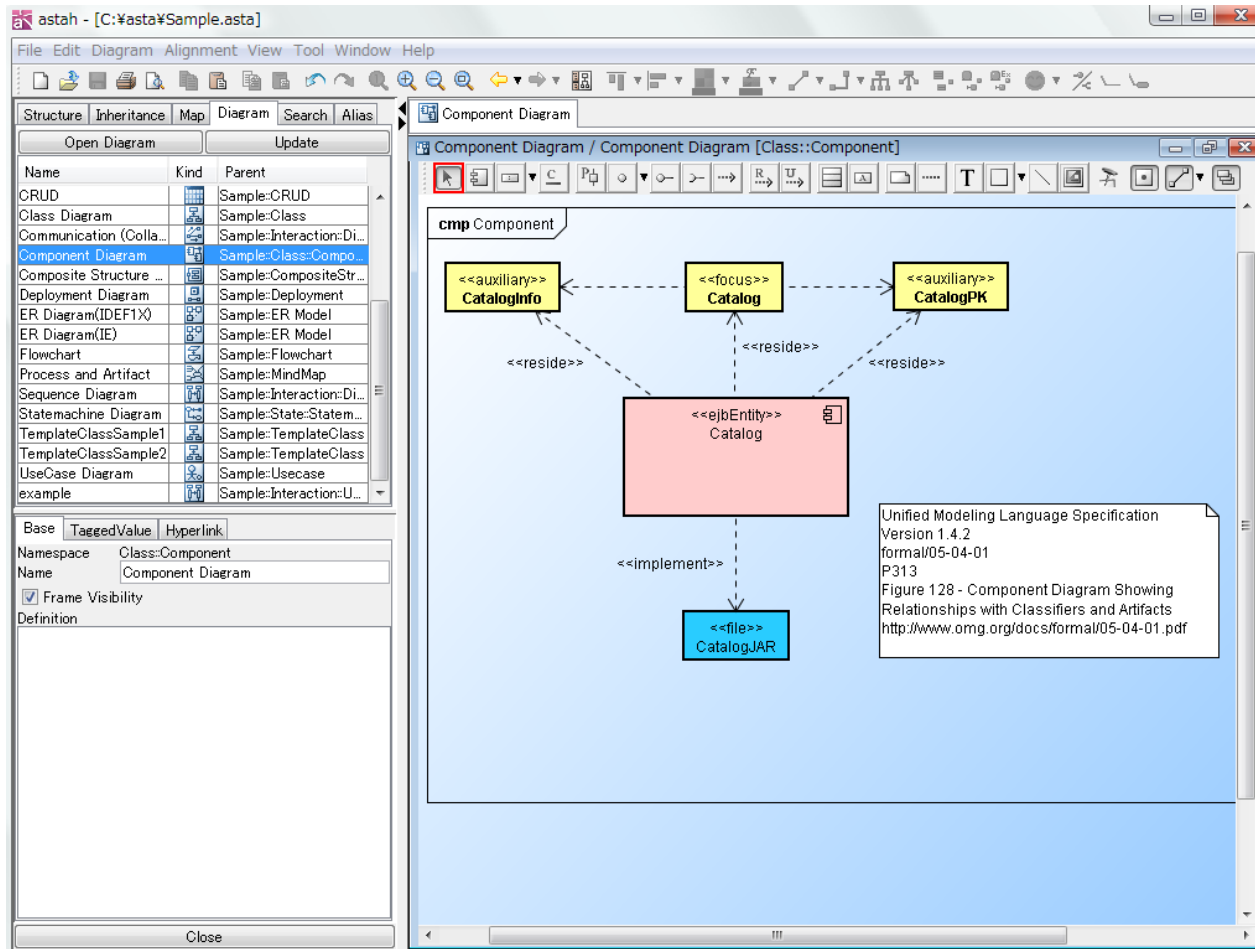 astah - [C:¥asta¥Sample.asta]
File Edit Diagram Alignment View Tool Window Help
Structure Inheritance Map Diagram Search Alias
Open Diagram Update
Name Kind Parent
CRUD Sample::CRUD
Class Diagram Sample::Class
Communication (Colla... Sample::Interaction::Di...
Component Diagram Sample::Class::Compo...
Composite Structure ... Sample::CompositeStr...
Deployment Diagram Sample::Deployment
ER Diagram(IDEF1X) Sample::ER Model
ER Diagram(IE) Sample::ER Model
Flowchart Sample::Flowchart
Process and Artifact Sample::MindMap
Sequence Diagram Sample::Interaction::Di...
Statemachine Diagram Sample::State::Statem...
TemplateClassSample1 Sample::TemplateClass
TemplateClassSample2 Sample::TemplateClass
UseCase Diagram Sample::Usecase
example Sample::Interaction::U...
Base TaggedValue Hyperlink
Namespace Class::Component
Name Component Diagram
Frame Visibility
Definition
Close
Component Diagram
Component Diagram / Component Diagram [Class::Component]
C P R U A T
cmp Component
<<auxiliary>>
CatalogInfo
<<focus>>
Catalog
<<auxiliary>>
CatalogPK
<<reside>>
<<reside>>
<<reside>>
<<ejbEntity>>
Catalog
<<implement>>
<<file>>
CatalogJAR
Unified Modeling Language Specification
Version 1.4.2
formal/05-04-01
P313
Figure 128 - Component Diagram Showing
Relationships with Classifiers and Artifacts
http://www.omg.org/docs/formal/05-04-01.pdf